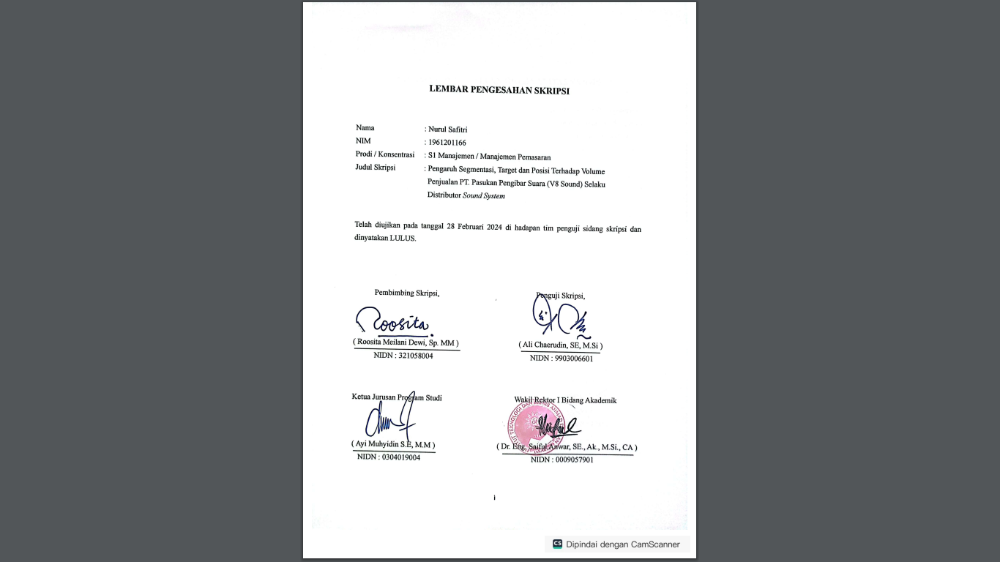 LEMBAR PENGESAHAN SKRIPSI
Nama : Nurul Safitri
NIM : 1961201166
Prodi / Konsentrasi : S1 Manajemen / Manajemen Pemasaran
Judul Skripsi : Pengaruh Segmentasi, Target dan Posisi Terhadap Volume
Penjualan PT. Pasukan Pengibar Suara (V8 Sound) Selaku
Distributor Sound System
Telah diujikan pada tanggal 28 Februari 2024 di hadapan tim penguji sidang skripsi dan
dinyatakan LULUS.
Pembimbing Skripsi,
Roosita
( Roosita Meilani Dewi, Sp. MM )
NIDN : 321058004
Penguji Skripsi,
( Ali Chaerudin, SE, M.Si )
NIDN : 9903006601
Ketua Jurusan Program Studi
( Ayi Muhyidin S.E, M.M )
NIDN : 0304019004
Wakil Rektor I Bidang Akademik
TEKNOLOGI DAN BISNIS
( Dr. Eng. Saiful Anwar, SE., Ak., M.Si., CA )
NIDN : 0009057901
i
CS Dipindai dengan CamScanner